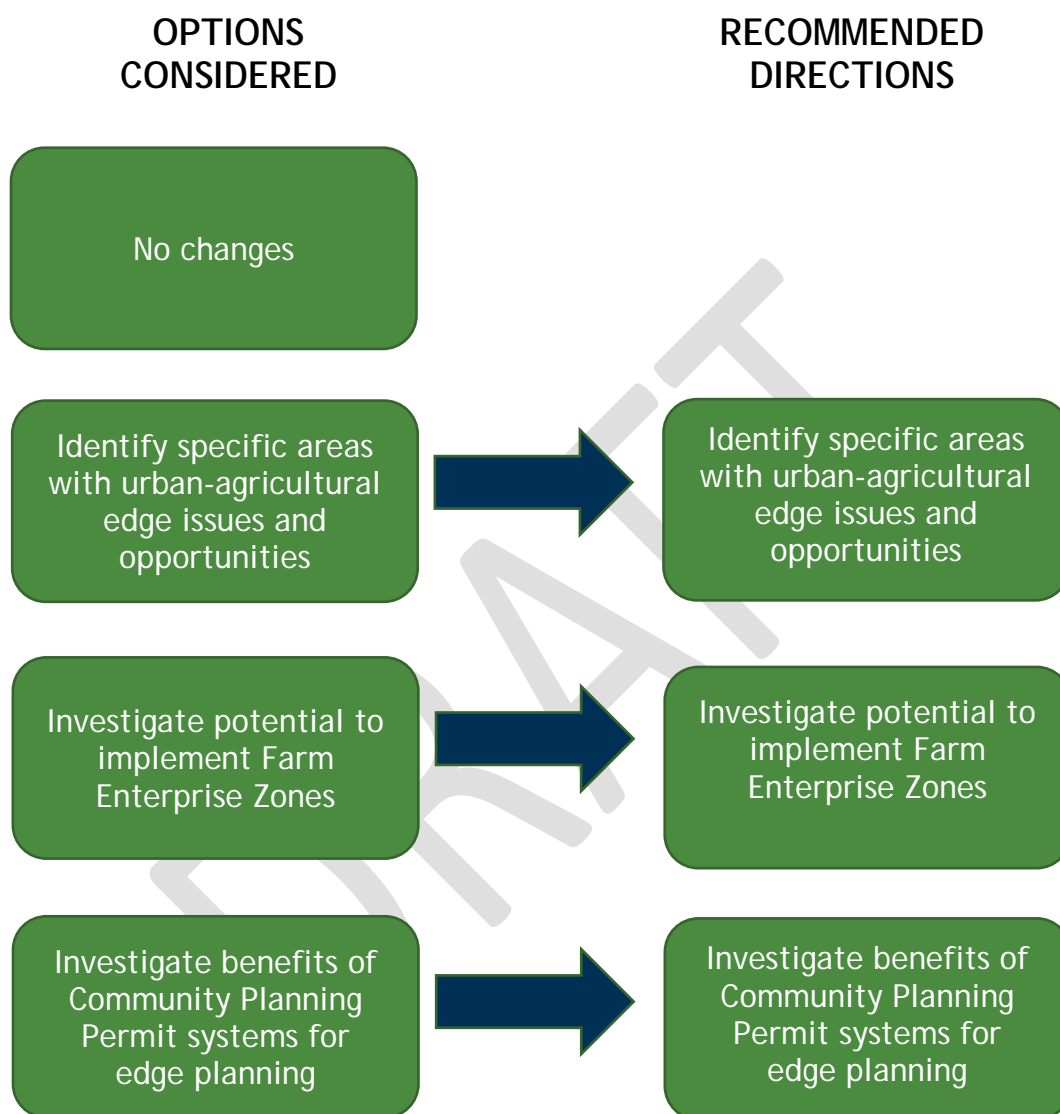 OPTIONS
CONSIDERED
RECOMMENDED
DIRECTIONS
No changes
Identify specific areas
with urban-agricultural
edge issues and
opportunities
Identify specific areas
with urban-agricultural
edge issues and
opportunities
Investigate potential to
implement Farm
Enterprise Zones
Investigate potential to
implement Farm
Enterprise Zones
Investigate benefits of
Community Planning
Permit systems for
edge planning
Investigate benefits of
Community Planning
Permit systems for
edge planning
DRAFT